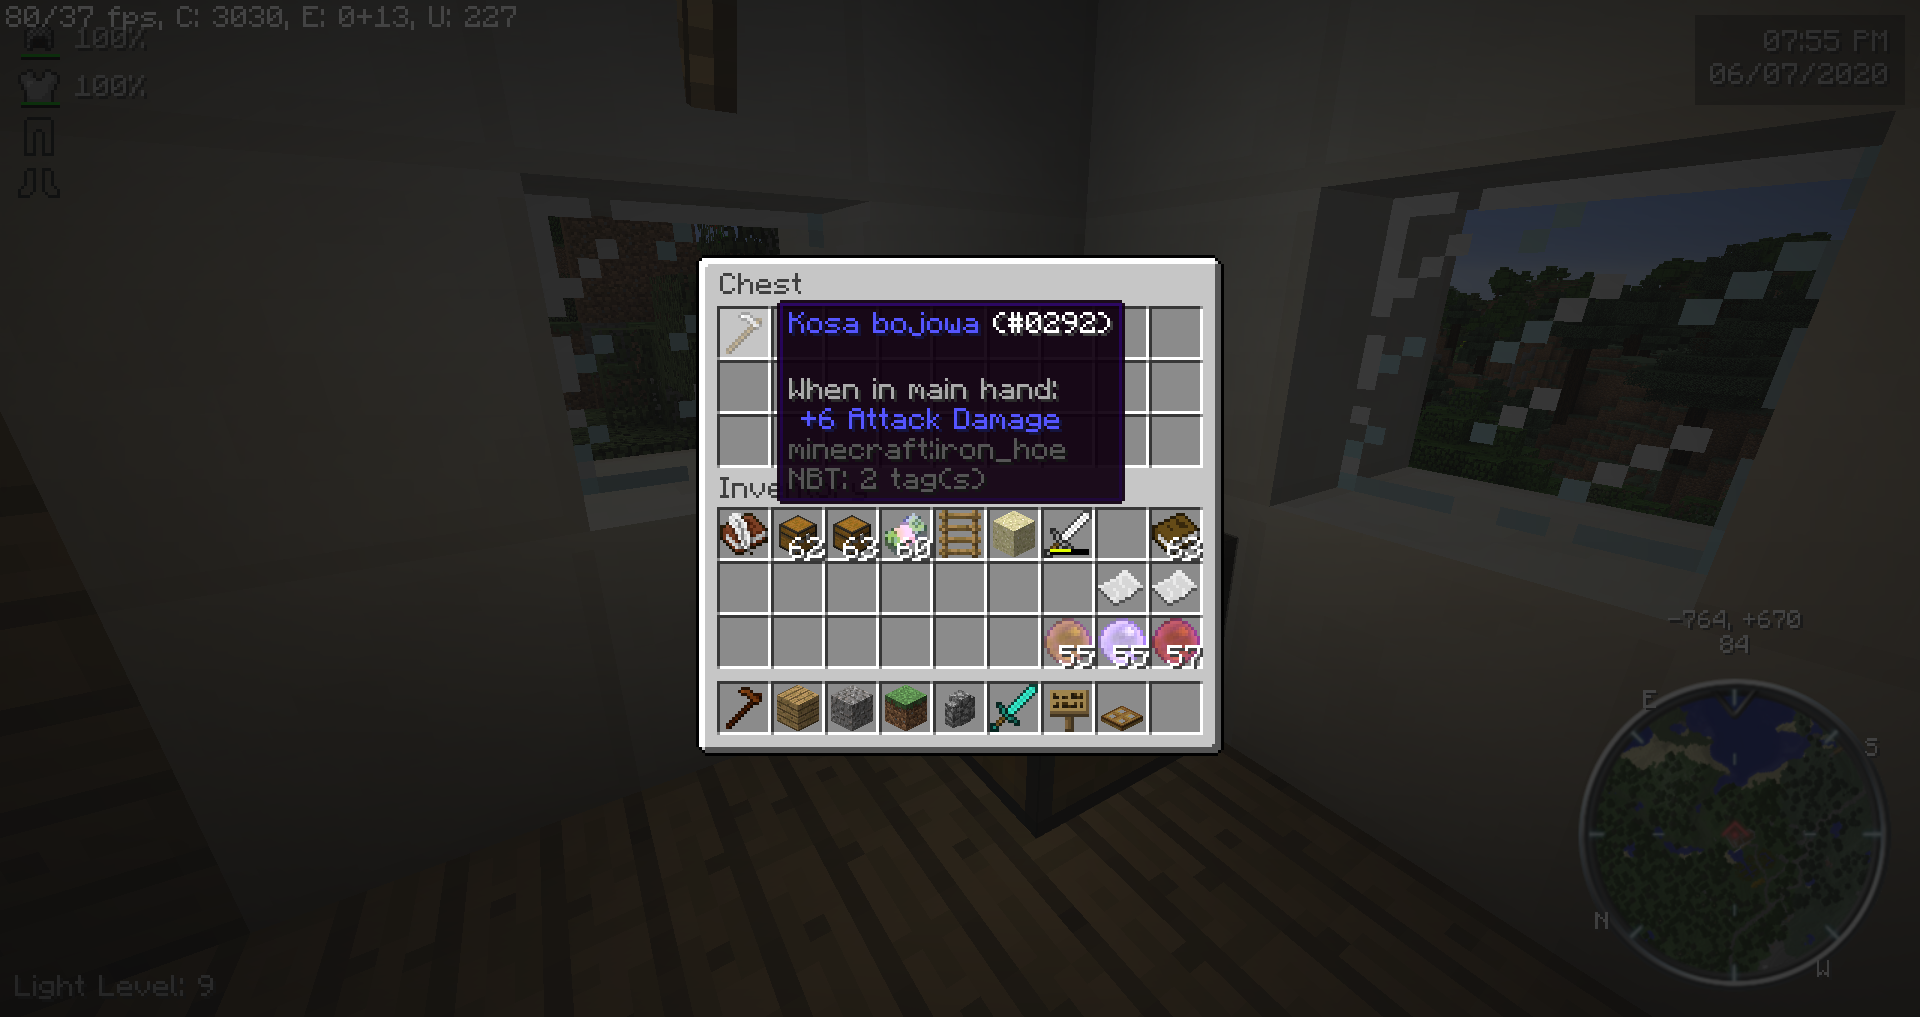 80/37 fps, C: 3030, E: 0+13, U: 227
100%
100%
07:55 PM
06/07/2020
Chest
Kosa bojowa (#0292)
When in main hand:
+6 Attack Damage
minecraft:iron_hoe
NBT: 2 tag(s)
62
63
60
63
55
55
57
-764, +670
84
E
S
N
W
Light Level: 9